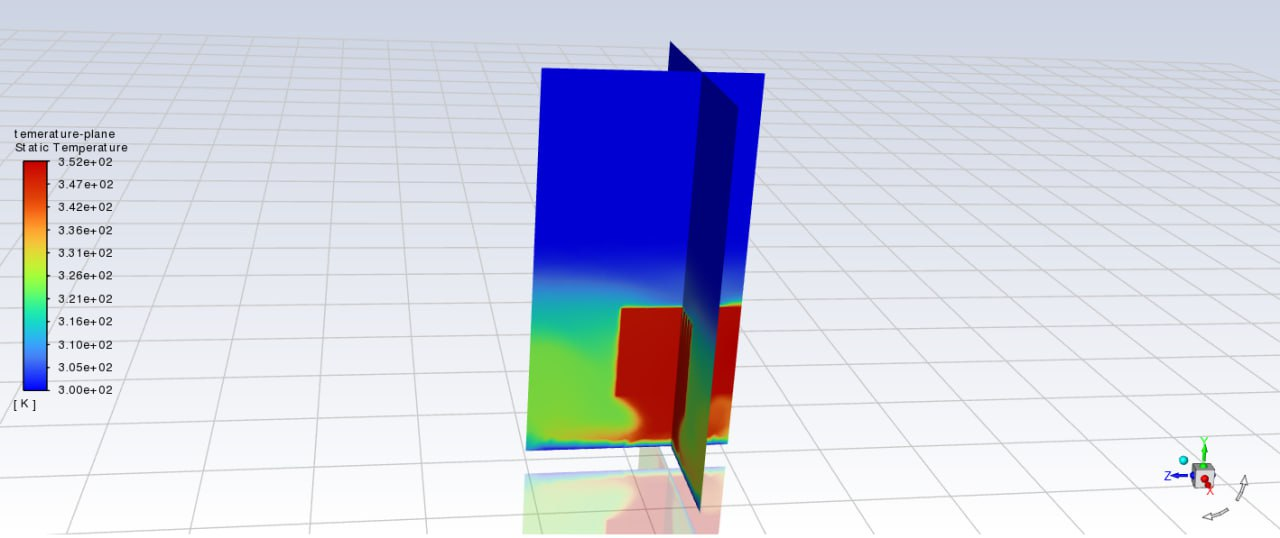 temerature-plane
Static Temperature
3.52e+02
3.47e+02
3.42e+02
3.36e+02
3.31e+02
3.26e+02
3.21e+02
3.16e+02
3.10e+02
3.05e+02
3.00e+02
[ K ]
Y
Z
X